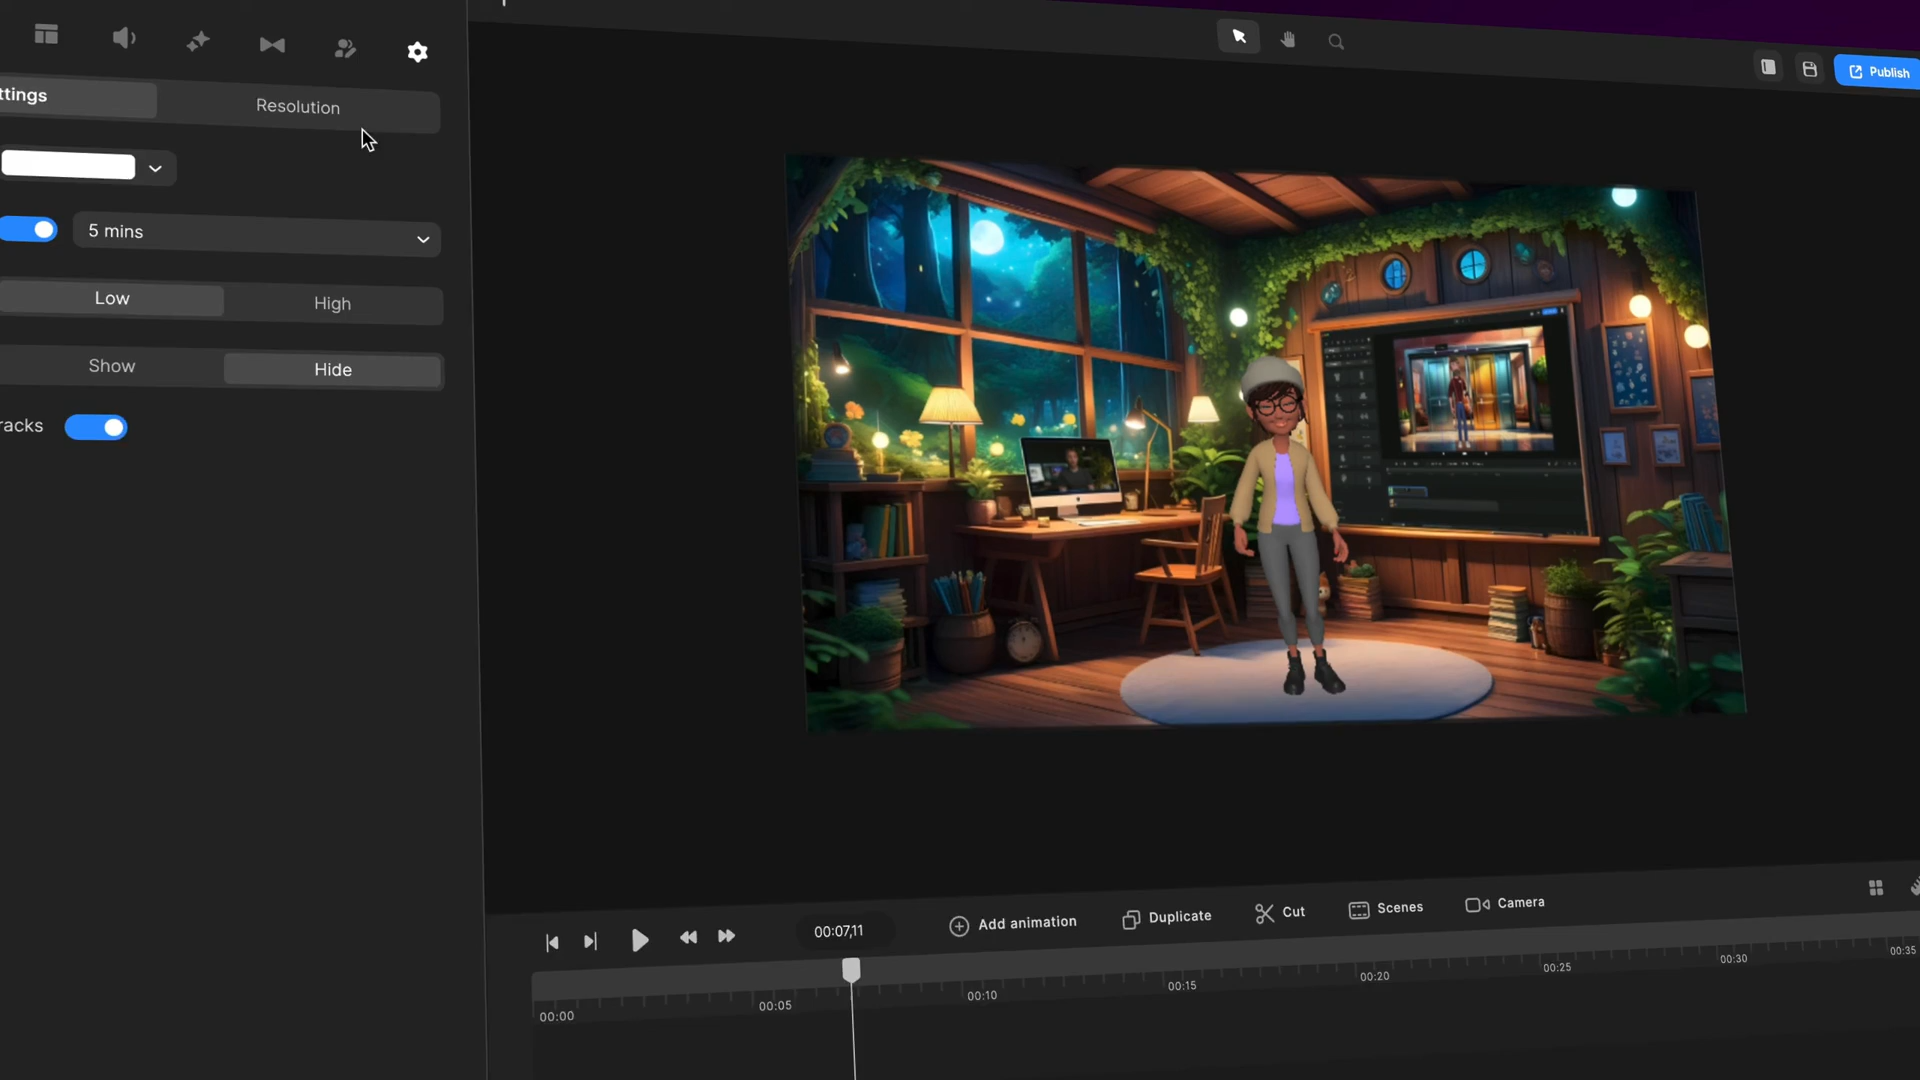 ttings
Resolution
Publish
5 mins
Low
High
Show
Hide
racks
00:07,11
Add animation
Duplicate
Cut
Scenes
Camera
00:00
00:05
00:10
00:15
00:20
00:25
00:30
00:35